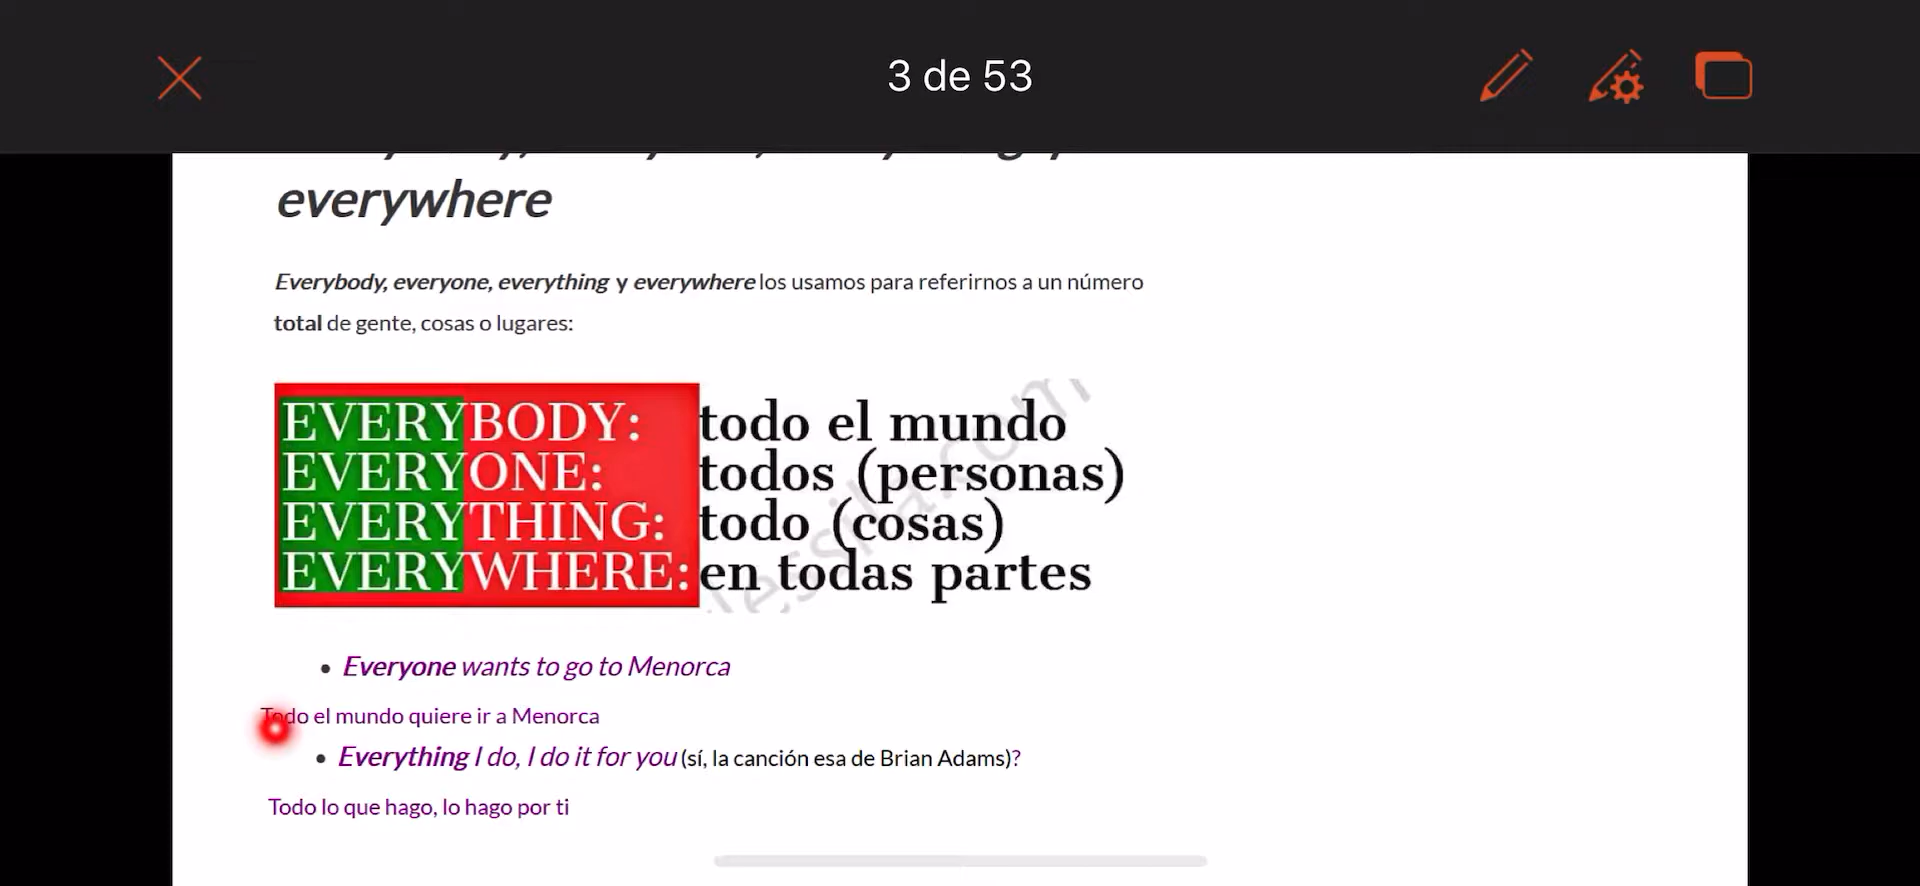 3 de 53
everywhere
Everybody, everyone, everything y everywhere los usamos para referirnos a un número
total de gente, cosas o lugares:
EVERYBODY: todo el mundo
EVERYONE: todos (personas)
EVERYTHING: todo (cosas)
EVERYWHERE: en todas partes
• Everyone wants to go to Menorca
Todo el mundo quiere ir a Menorca
• Everything I do, I do it for you (sí, la canción esa de Brian Adams)?
Todo lo que hago, lo hago por ti